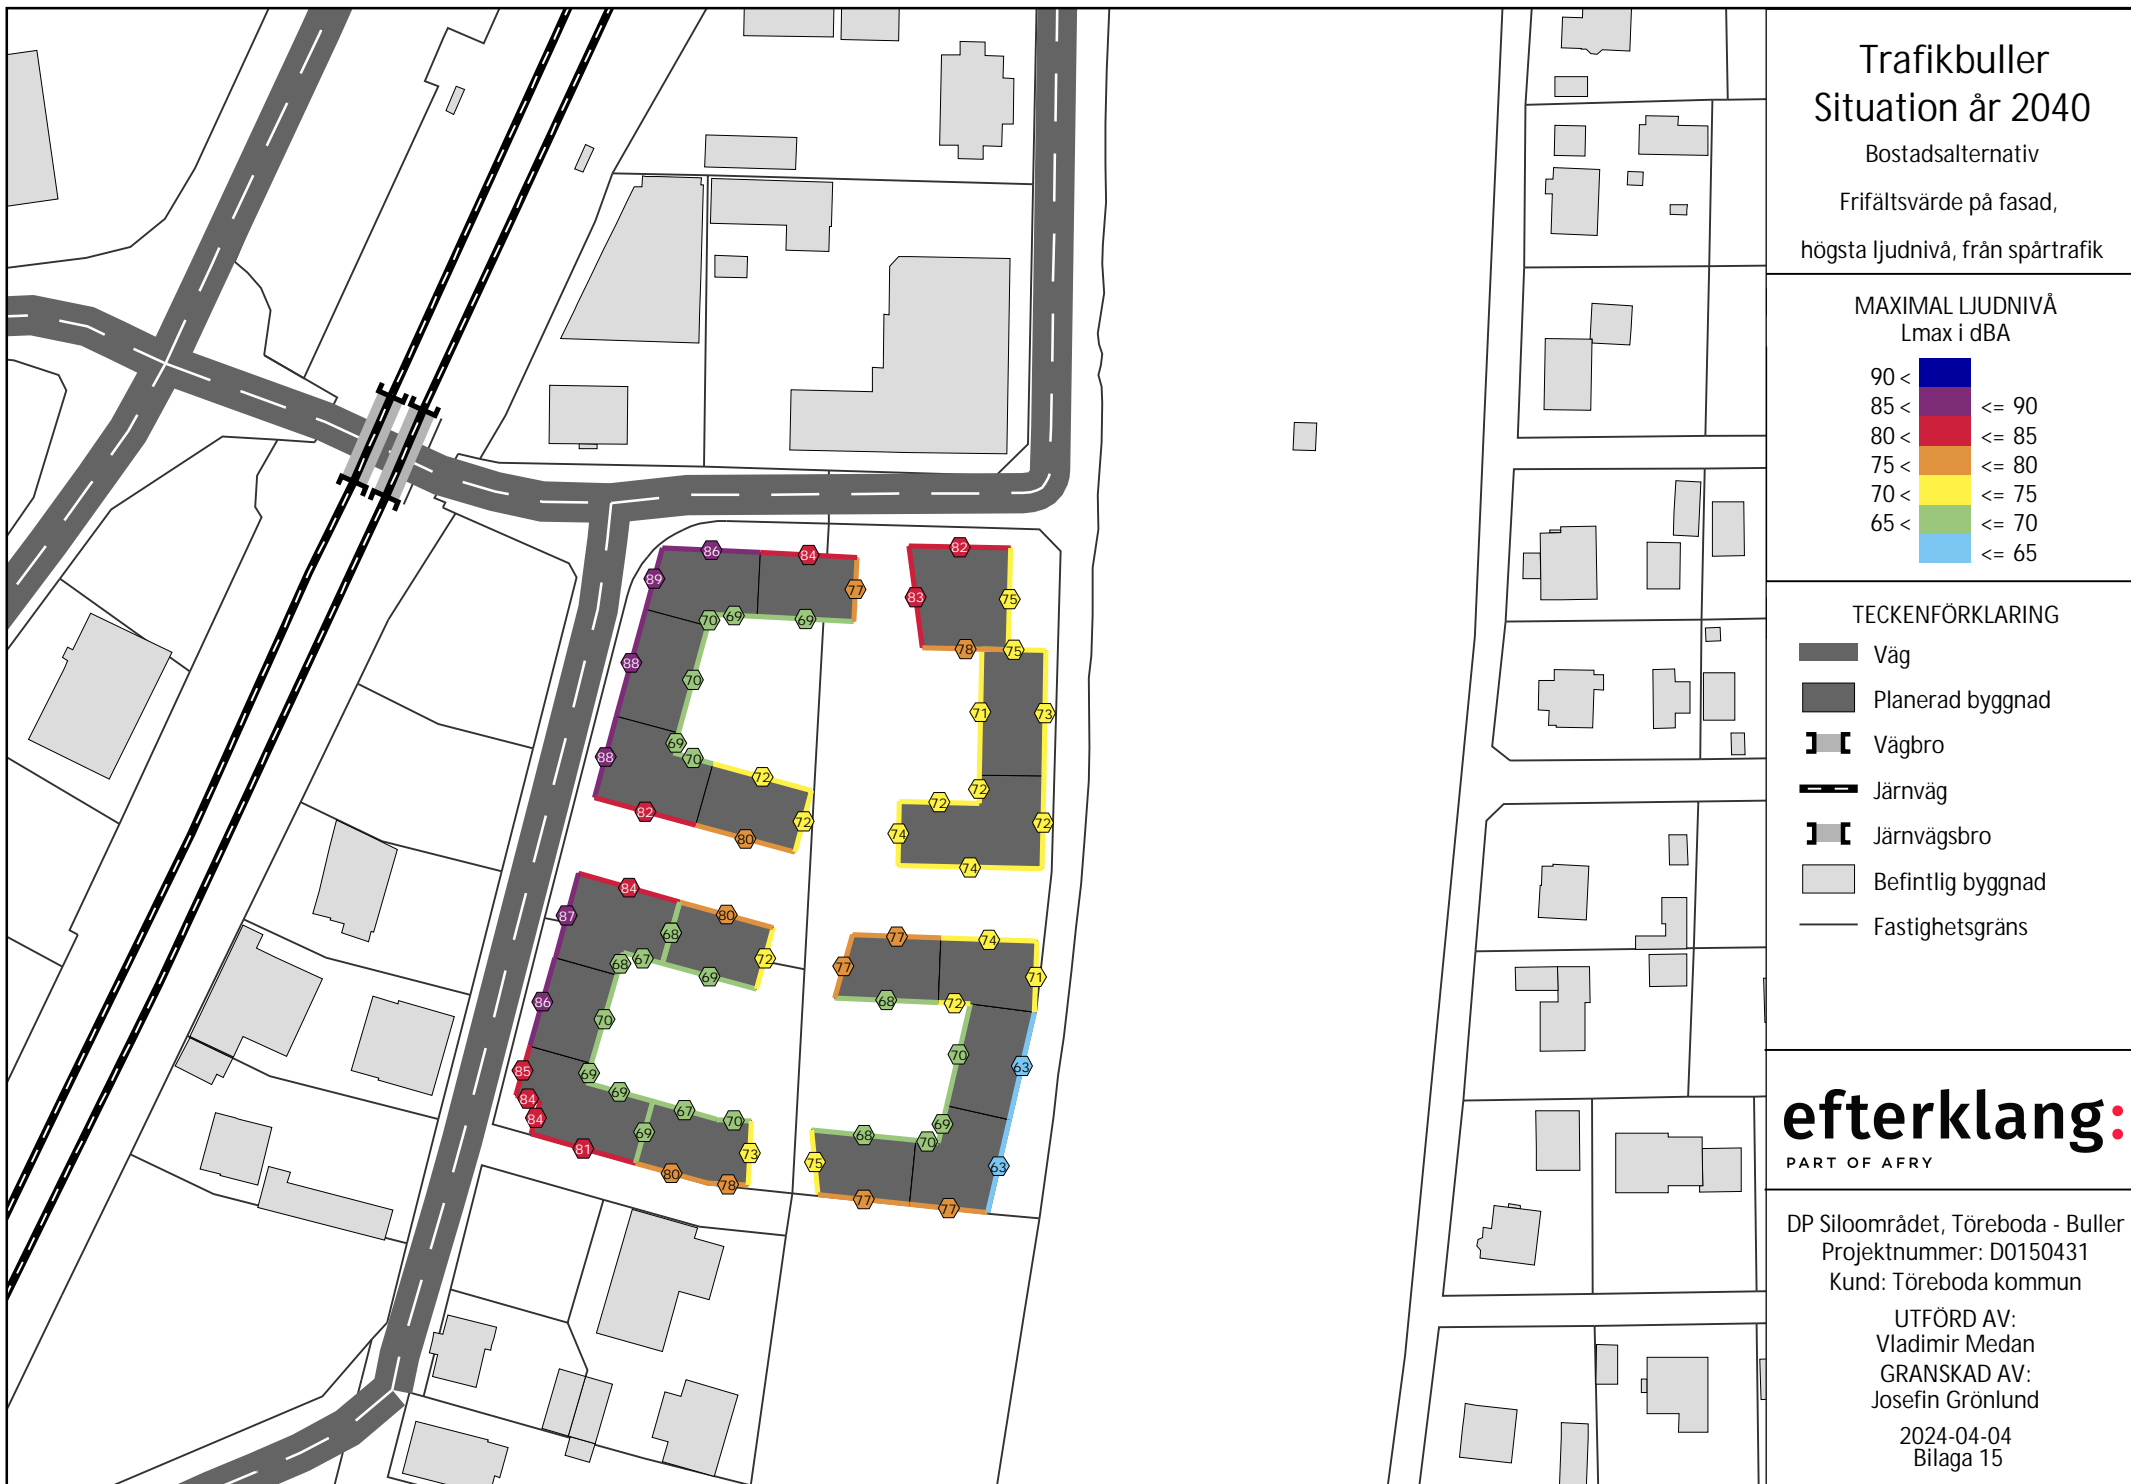 Trafikbuller
Situation år 2040
Bostadsalternativ
Frifältsvärde på fasad,
högsta ljudnivå, från spårtrafik
MAXIMAL LJUDNIVÅ
Lmax i dBA
90 <
85 < <= 90
80 < <= 85
75 < <= 80
70 < <= 75
65 < <= 70
<= 65
TECKENFÖRKLARING
Väg
Planerad byggnad
Vägbro
Järnväg
Järnvägsbro
Befintlig byggnad
Fastighetsgräns
efterklang:
PART OF AFRY
DP Siloområdet, Töreboda - Buller
Projektnummer: D0150431
Kund: Töreboda kommun
UTFÖRD AV:
Vladimir Medan
GRANSKAD AV:
Josefin Grönlund
2024-04-04
Bilaga 15
86
84
89
77
70
69
69
88
70
69
70
88
72
82
80
72
82
83
75
78
75
71
73
72
72
74
72
74
84
87
80
68
68
67
72
69
86
70
85
69
69
84
84
67
70
81
69
73
80
78
77
74
77
71
68
72
70
63
69
68
70
75
63
77
77